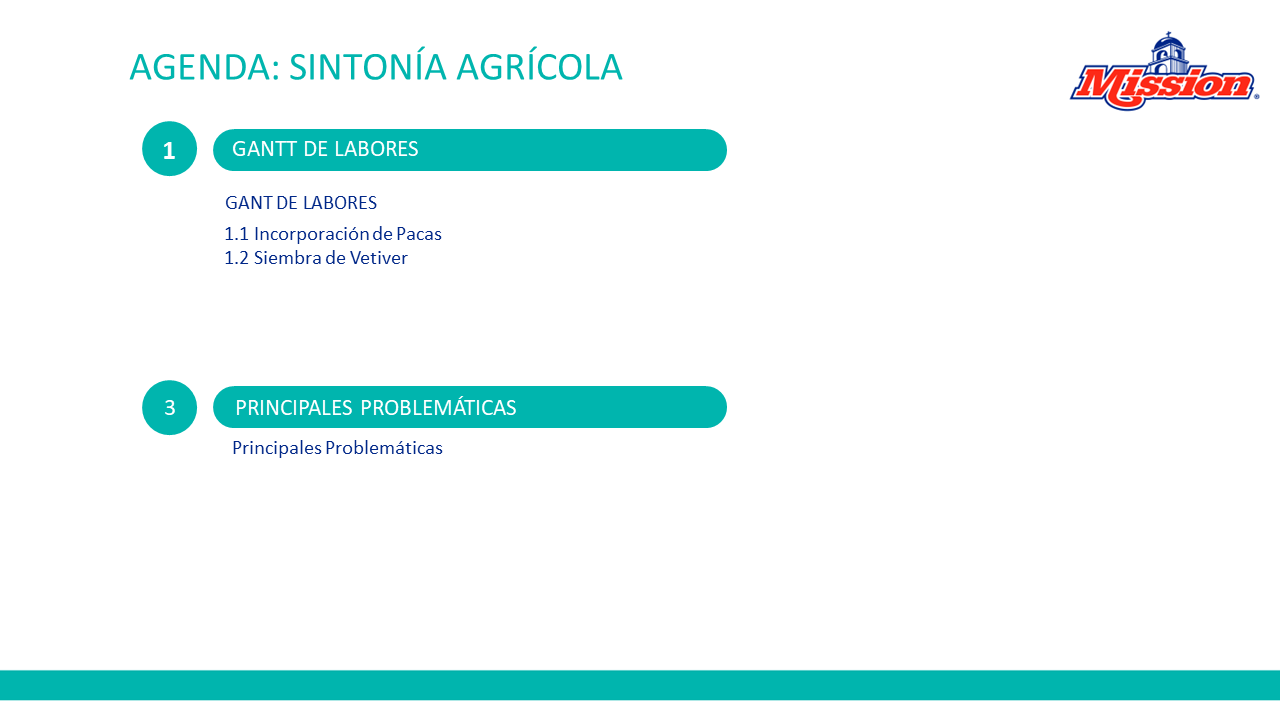 AGENDA: SINTONÍA AGRÍCOLA
Mission®
1
GANTT DE LABORES
GANT DE LABORES
1.1 Incorporación de Pacas
1.2 Siembra de Vetiver
3
PRINCIPALES PROBLEMÁTICAS
Principales Problemáticas